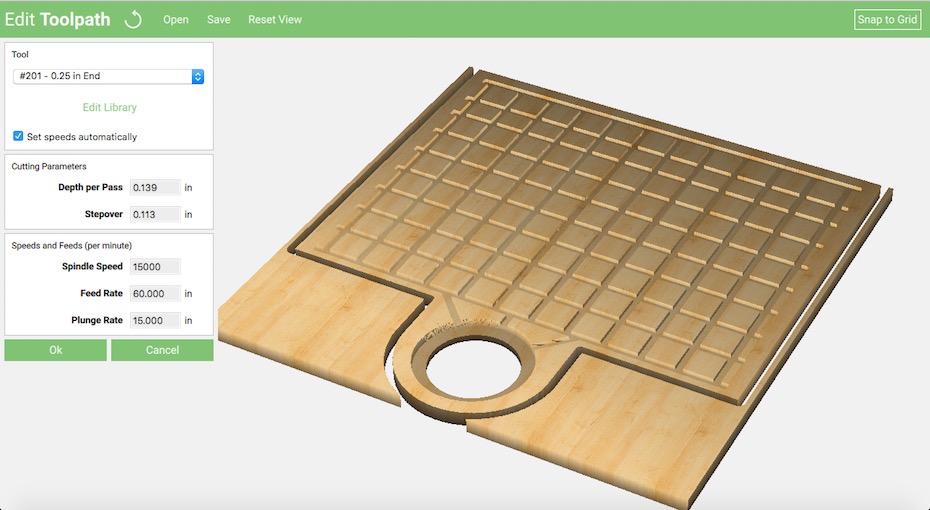 Edit Toolpath Open Save Reset View Snap to Grid
Tool
#201 - 0.25 in End
Edit Library
Set speeds automatically
Cutting Parameters
Depth per Pass 0.139 in
Stepover 0.113 in
Speeds and Feeds (per minute)
Spindle Speed 15000
Feed Rate 60.000 in
Plunge Rate 15.000 in
Ok Cancel